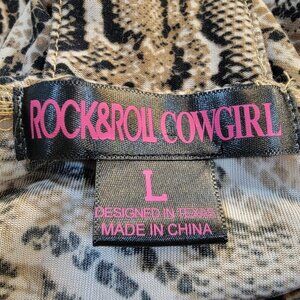 ROCK&ROLL COWGIRL
L
DESIGNED IN TEXAS
MADE IN CHINA